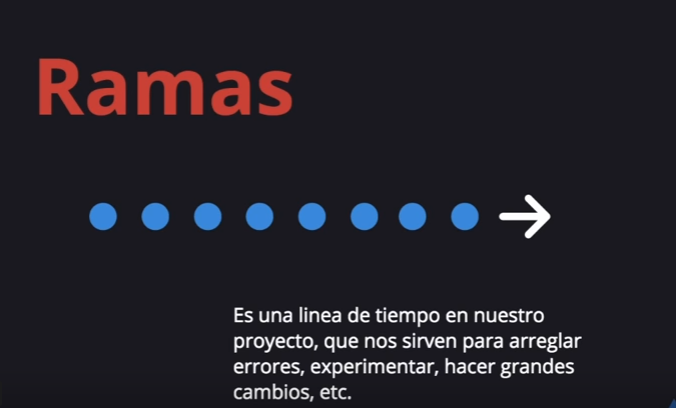 Ramas
Es una linea de tiempo en nuestro
proyecto, que nos sirven para arreglar
errores, experimentar, hacer grandes
cambios, etc.